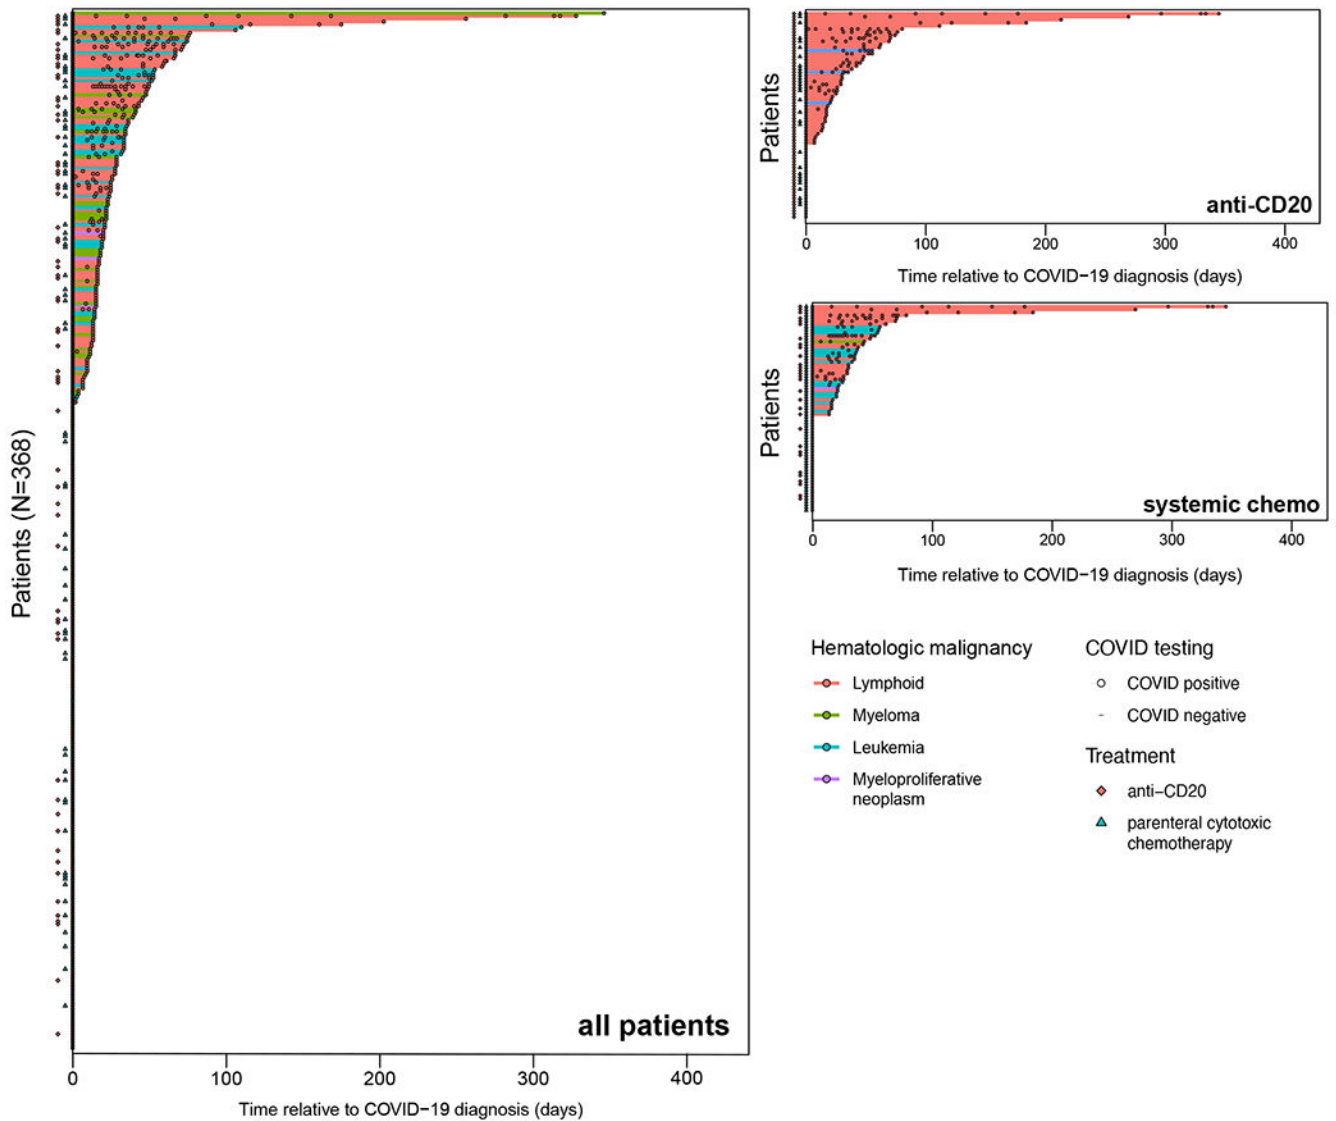 Patients (N=368)
all patients
0 100 200 300 400
Time relative to COVID−19 diagnosis (days)
Patients
anti-CD20
0 100 200 300 400
Time relative to COVID−19 diagnosis (days)
Patients
systemic chemo
0 100 200 300 400
Time relative to COVID−19 diagnosis (days)
Hematologic malignancy
Lymphoid
Myeloma
Leukemia
Myeloproliferative
neoplasm
COVID testing
COVID positive
COVID negative
Treatment
anti−CD20
parenteral cytotoxic
chemotherapy